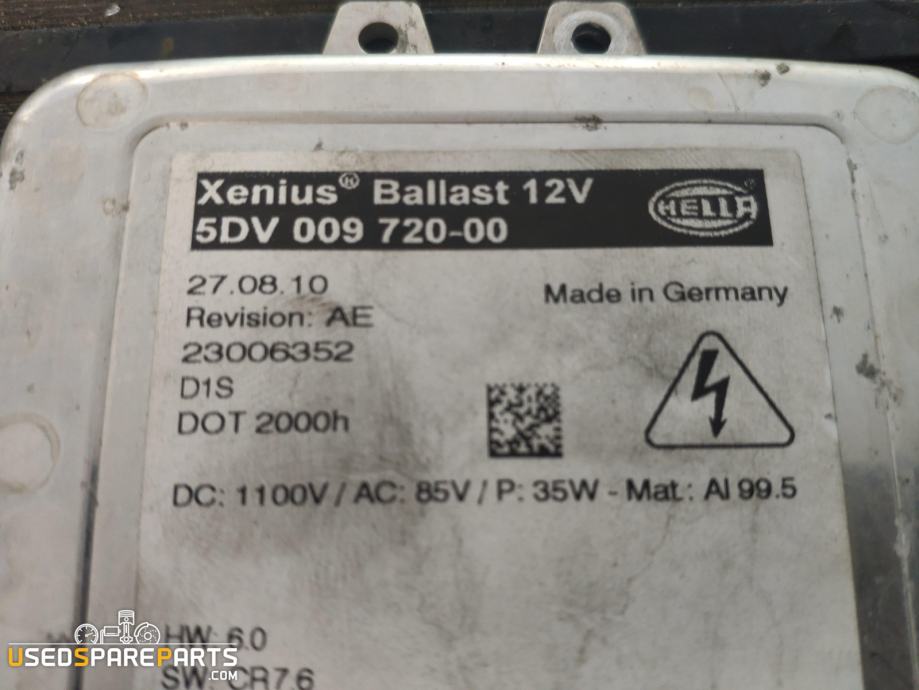 Xenius® Ballast 12V
5DV 009 720-00
HELLA
27.08.10
Made in Germany
Revision: AE
23006352
D1S
DOT 2000h
DC: 1100V / AC: 85V / P: 35W - Mat.: Al 99.5
HW: 6.0
SW: CR7.6
USEDSPAREPARTS.COM